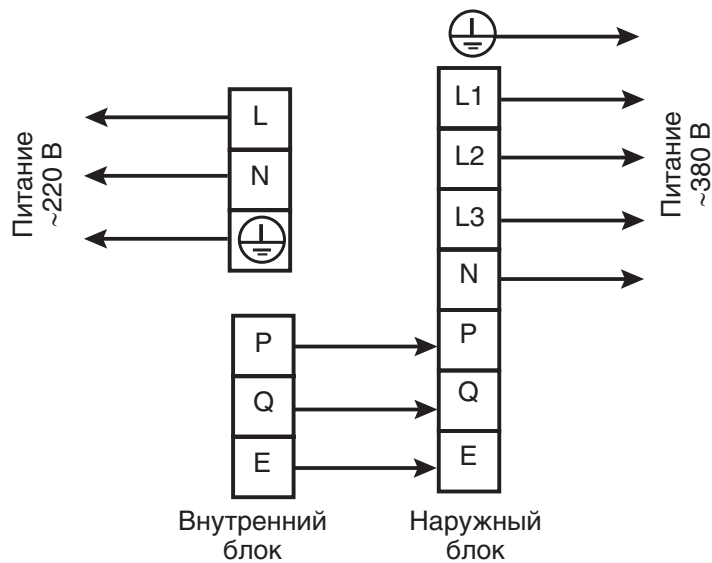 Питание
~220 В
L
N
P
Q
E
Внутренний
блок
L1
L2
L3
N
P
Q
E
Наружный
блок
Питание
~380 В